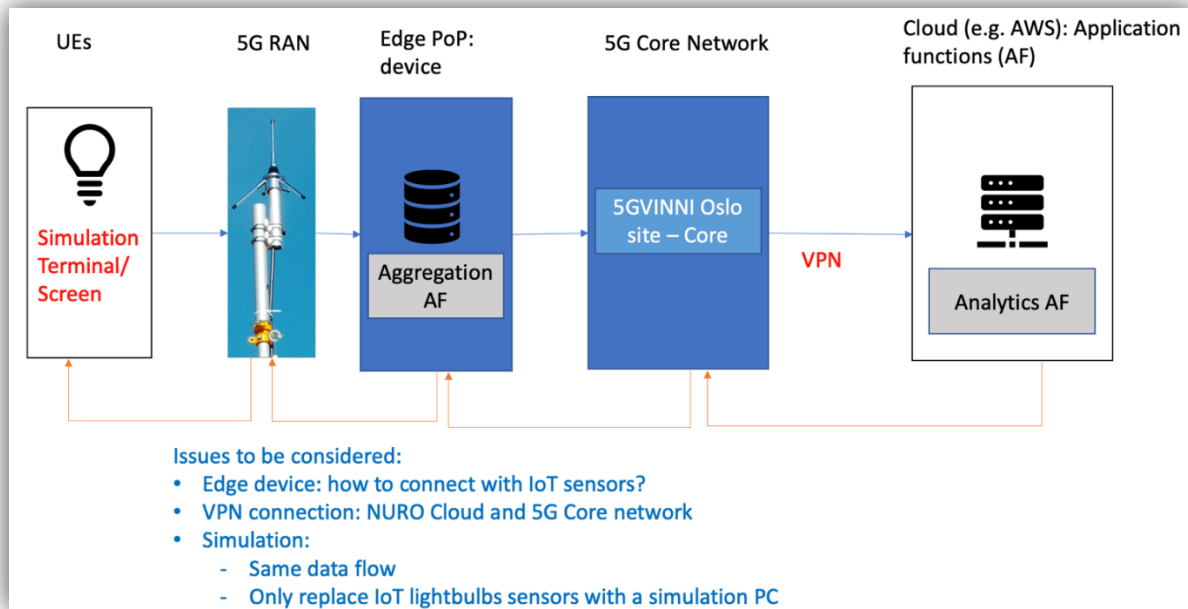 UEs
5G RAN
Edge PoP:
device
5G Core Network
Cloud (e.g. AWS): Application
functions (AF)
Simulation
Terminal/
Screen
Aggregation
AF
5GVINNI Oslo
site – Core
VPN
Analytics AF
Issues to be considered:
• Edge device: how to connect with IoT sensors?
• VPN connection: NURO Cloud and 5G Core network
• Simulation:
- Same data flow
- Only replace IoT lightbulbs sensors with a simulation PC